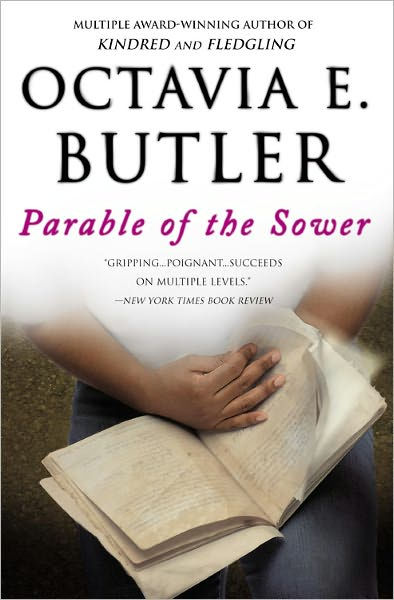 MULTIPLE AWARD-WINNING AUTHOR OF
KINDRED AND FLEDGLING
OCTAVIA E.
BUTLER
Parable of the Sower
"GRIPPING...POIGNANT...SUCCEEDS
ON MULTIPLE LEVELS."
—NEW YORK TIMES BOOK REVIEW